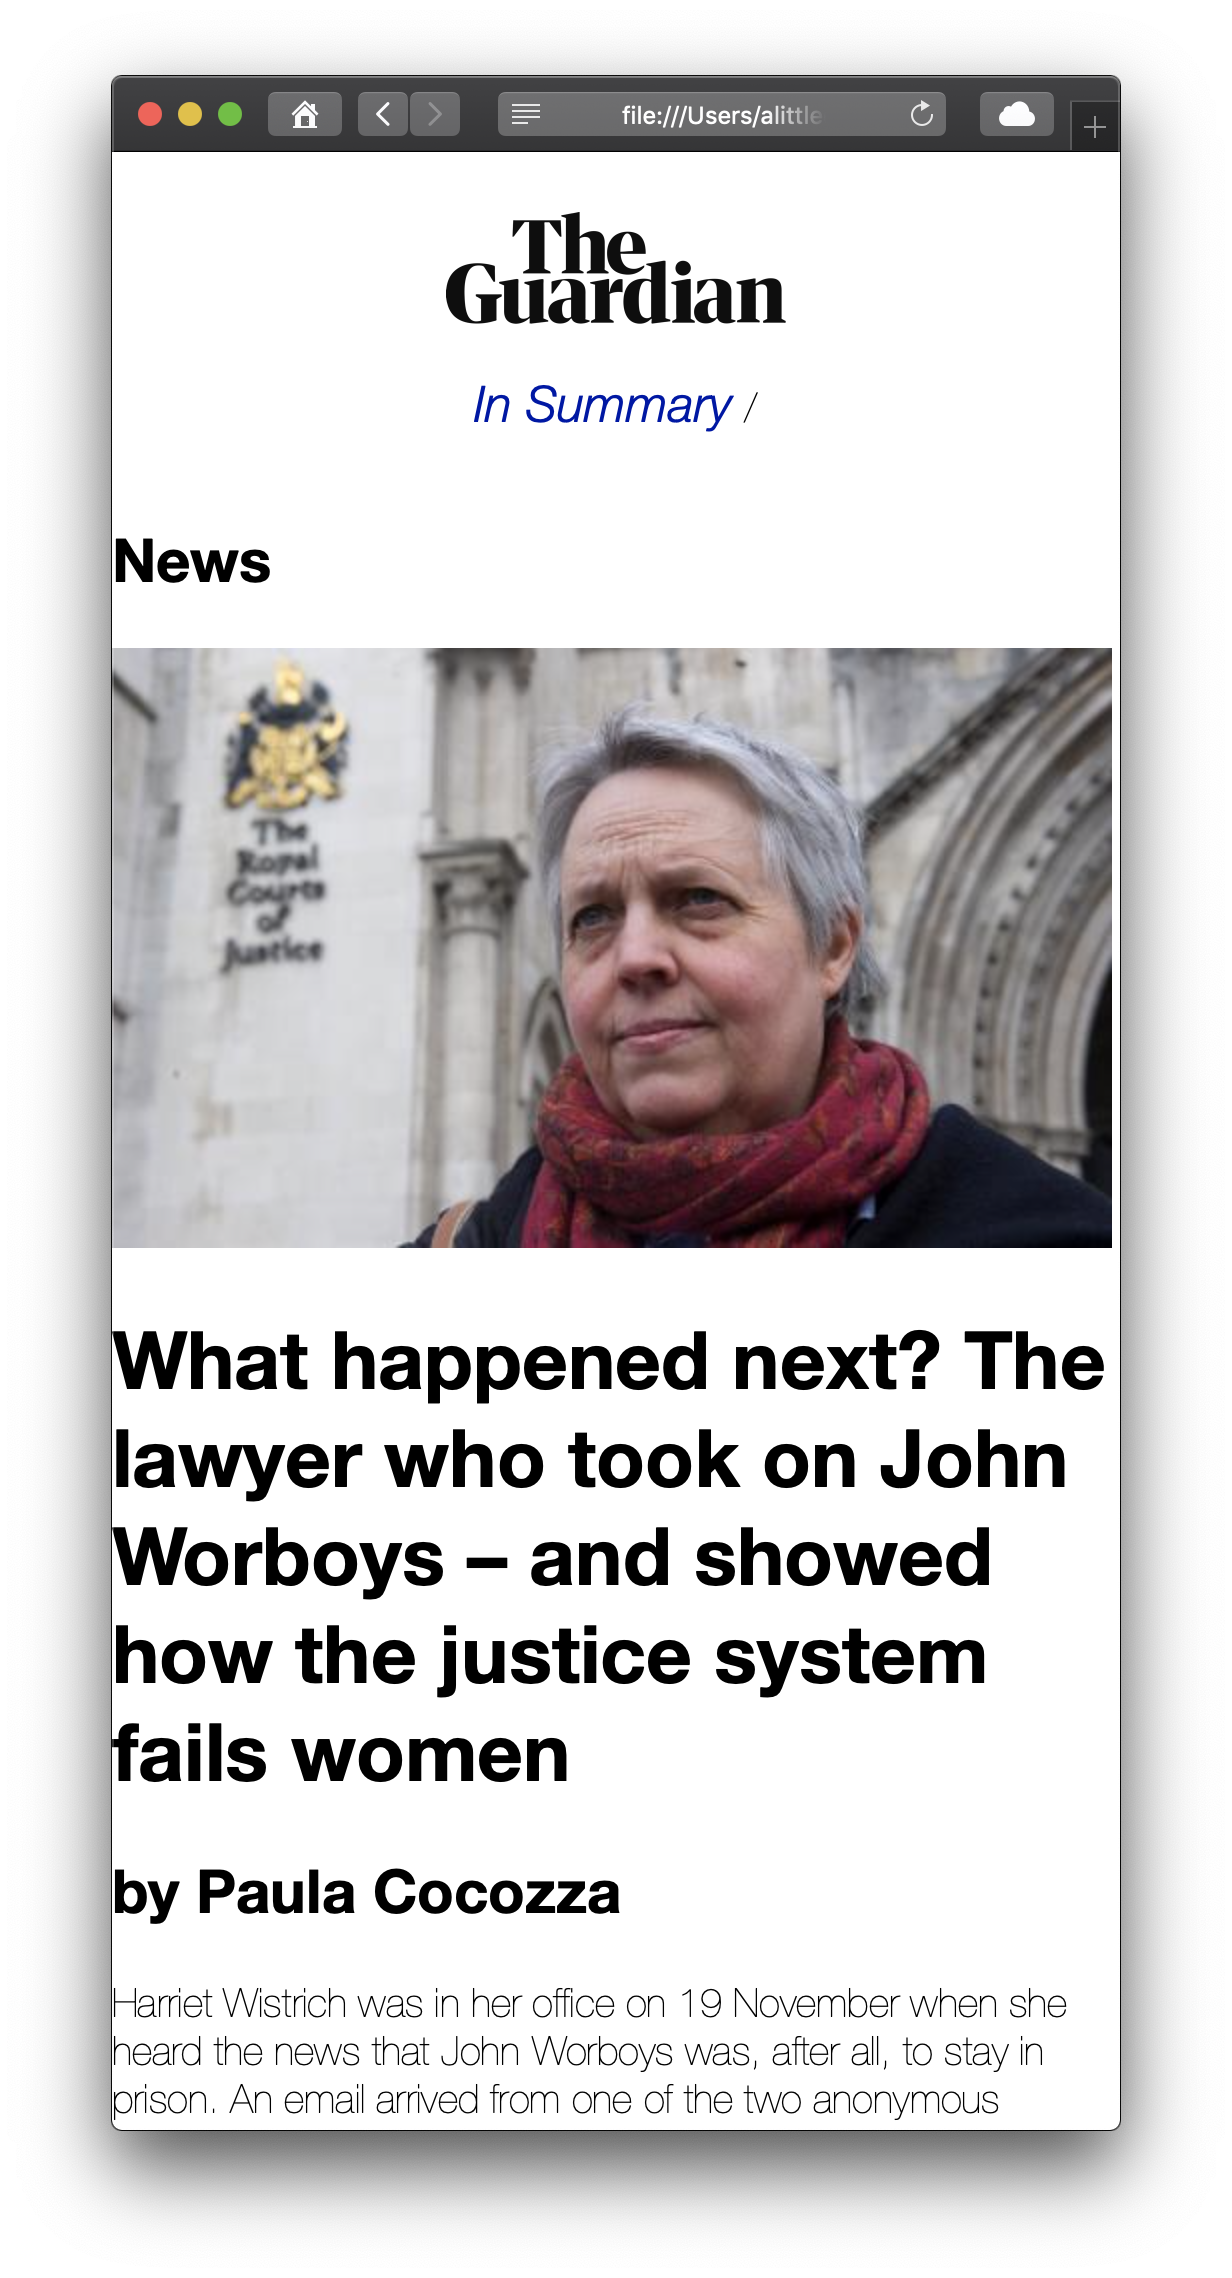 file:///Users/alittle
The
Guardian
In Summary /
News
The
Royal
Courts
of
Justice
What happened next? The
lawyer who took on John
Worboys – and showed
how the justice system
fails women
by Paula Cocozza
Harriet Wistrich was in her office on 19 November when she
heard the news that John Worboys was, after all, to stay in
prison. An email arrived from one of the two anonymous